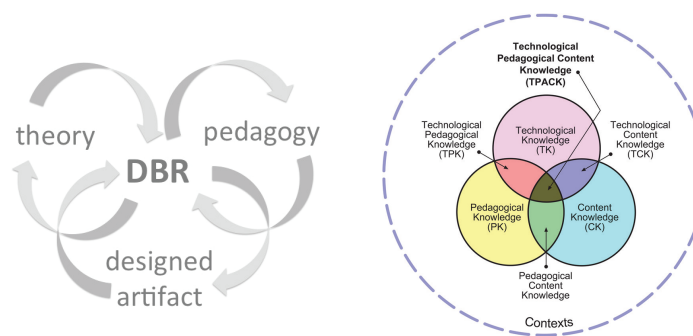 theory
pedagogy
DBR
designed
artifact
Technological
Pedagogical Content
Knowledge
(TPACK)
Technological
Pedagogical
Knowledge
(TPK)
Technological
Knowledge
(TK)
Technological
Content
Knowledge
(TCK)
Pedagogical
Knowledge
(PK)
Content
Knowledge
(CK)
Pedagogical
Content
Knowledge
Contexts